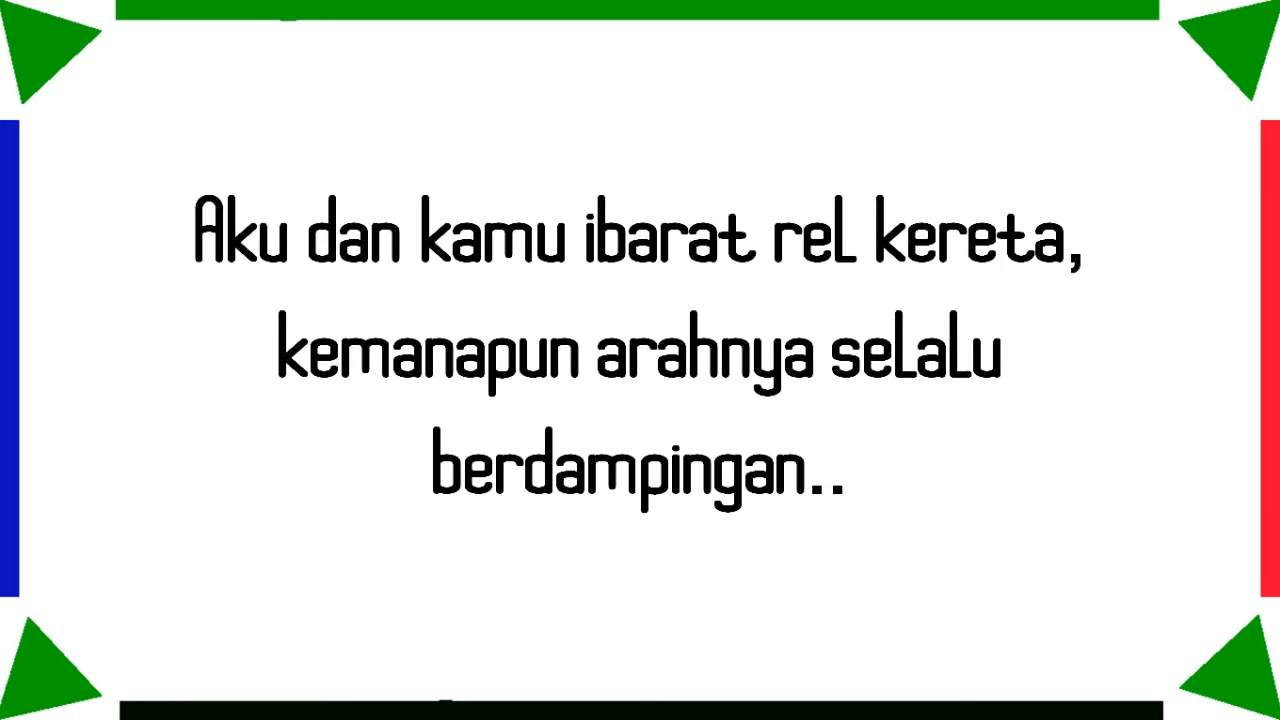 Aku dan kamu ibarat rel kereta,
kemanapun arahnya selalu
berdampingan..